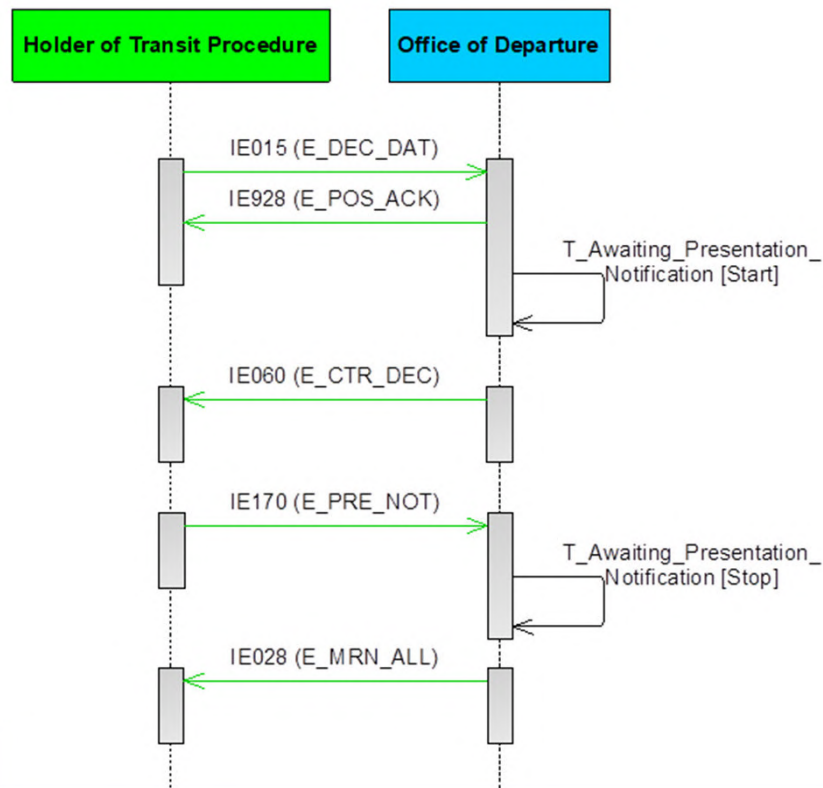 Holder of Transit Procedure
Office of Departure
IE015 (E_DEC_DAT)
IE928 (E_POS_ACK)
T_Awaiting_Presentation_
Notification [Start]
IE060 (E_CTR_DEC)
IE170 (E_PRE_NOT)
T_Awaiting_Presentation_
Notification [Stop]
IE028 (E_MRN_ALL)